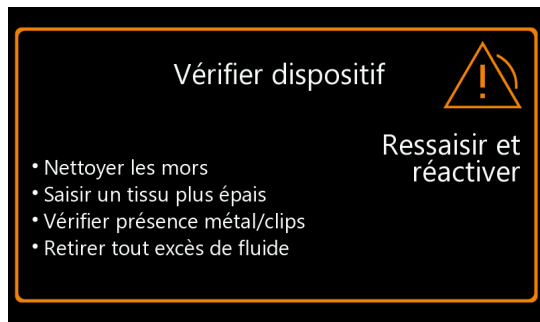 Vérifier dispositif
Ressaisir et
réactiver
• Nettoyer les mors
• Saisir un tissu plus épais
• Vérifier présence métal/clips
• Retirer tout excès de fluide